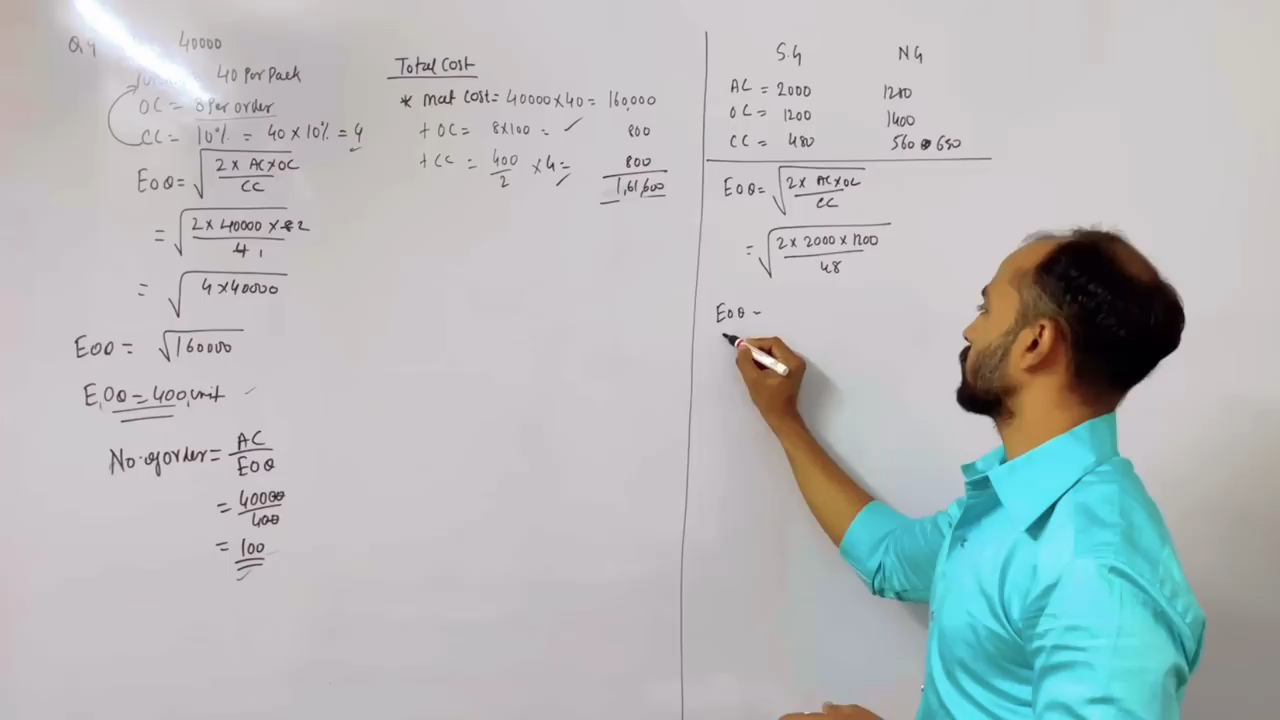 Q4 40000
40 Per pack
OC = 8 Per order
CC = 10% = 40 x 10% = 4
EOQ = √ 2 x AC x OC / CC
= √ 2 x 40000 x 8 2 / 4 1
= √ 4 x 40000
EOQ = √ 160000
EOQ = 400 unit
No. of order = AC / EOQ
= 40000 / 400
= 100
Total Cost
* mat cost = 40000 x 40 = 160,000
+ OC = 8 x 100 = 800
+ CC = 400 / 2 x 4 = 800
1,61,600
S.G N G
AC = 2000
OC = 1200 1400
CC = 480 560 650
EOQ = √ 2 x AC x OC / CC
= √ 2 x 2000 x 1200 / 48
EOQ -